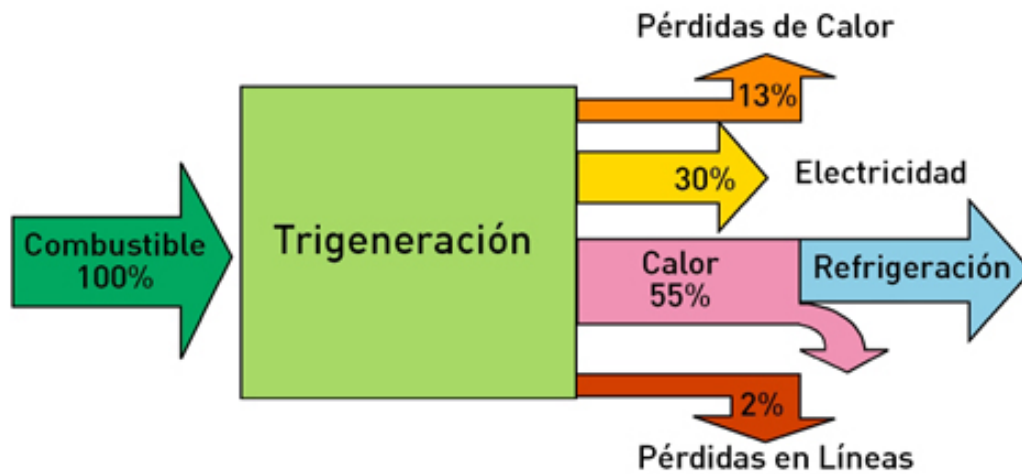 Pérdidas de Calor
13%
30%
Electricidad
Combustible
100%
Trigeneración
Calor
55%
Refrigeración
2%
Pérdidas en Líneas